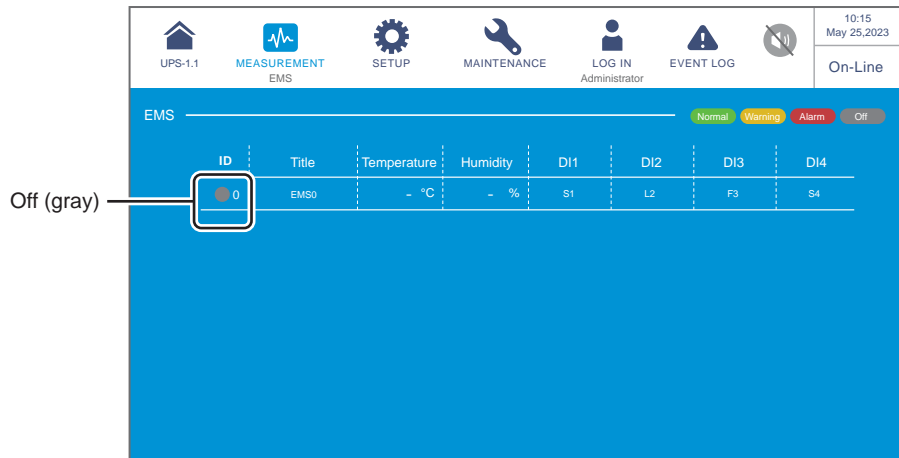 10:15
May 25,2023
UPS-1.1 MEASUREMENT SETUP MAINTENANCE LOG IN EVENT LOG
EMS Administrator
On-Line
EMS Normal Warning Alarm Off
ID Title Temperature Humidity DI1 DI2 DI3 DI4
Off (gray) 0 EMS0 - °C - % S1 L2 F3 S4